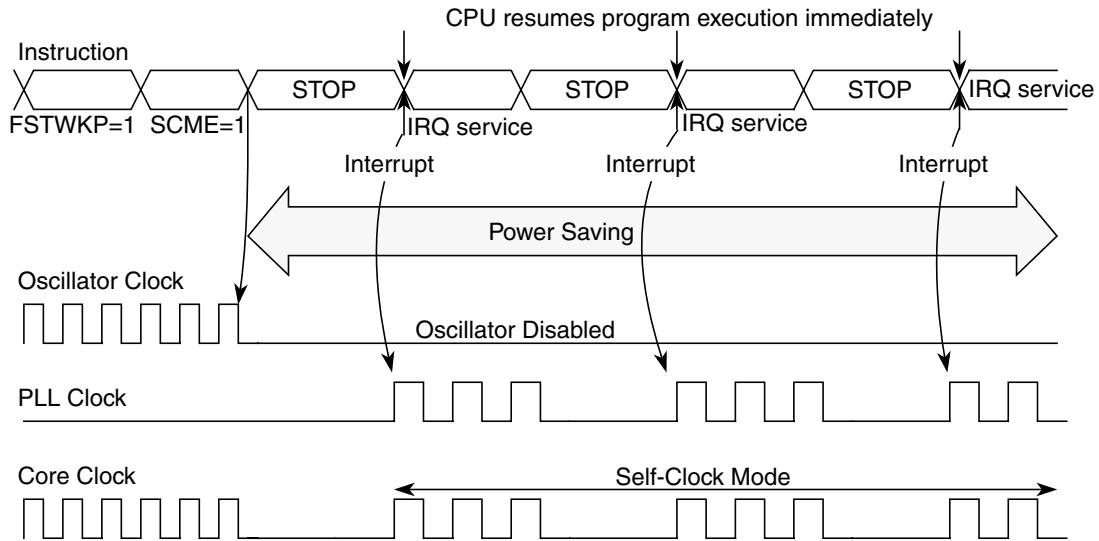 CPU resumes program execution immediately
Instruction
STOP
STOP
STOP
IRQ service
FSTWKP=1
SCME=1
IRQ service
IRQ service
Interrupt
Interrupt
Interrupt
Power Saving
Oscillator Clock
Oscillator Disabled
PLL Clock
Core Clock
Self-Clock Mode